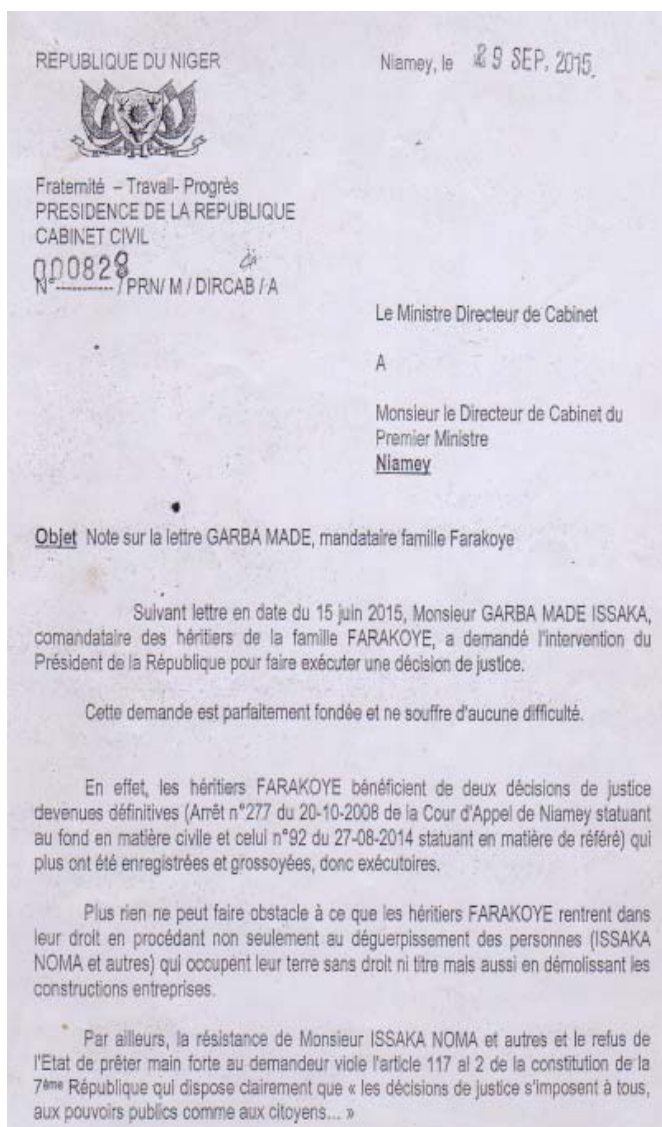 REPUBLIQUE DU NIGER
Niamey, le 29 SEP. 2015
Fraternité – Travail- Progrès
PRESIDENCE DE LA REPUBLIQUE
CABINET CIVIL
000828
N°----------- / PRN/ M / DIRCAB / A
Le Ministre Directeur de Cabinet
A
Monsieur le Directeur de Cabinet du
Premier Ministre
Niamey
Objet Note sur la lettre GARBA MADE, mandataire famille Farakoye
Suivant lettre en date du 15 juin 2015, Monsieur GARBA MADE ISSAKA,
comandataire des héritiers de la famille FARAKOYE, a demandé l'intervention du
Président de la République pour faire exécuter une décision de justice.
Cette demande est parfaitement fondée et ne souffre d'aucune difficulté.
En effet, les héritiers FARAKOYE bénéficient de deux décisions de justice
devenues définitives (Arrêt n°277 du 20-10-2008 de la Cour d'Appel de Niamey statuant
au fond en matière civile et celui n°92 du 27-08-2014 statuant en matière de référé) qui
plus ont été enregistrées et grossoyées, donc exécutoires.
Plus rien ne peut faire obstacle à ce que les héritiers FARAKOYE rentrent dans
leur droit en procédant non seulement au déguerpissement des personnes (ISSAKA
NOMA et autres) qui occupent leur terre sans droit ni titre mais aussi en démolissant les
constructions entreprises.
Par ailleurs, la résistance de Monsieur ISSAKA NOMA et autres et le refus de
l'Etat de prêter main forte au demandeur viole l'article 117 al 2 de la constitution de la
7ème République qui dispose clairement que « les décisions de justice s'imposent à tous,
aux pouvoirs publics comme aux citoyens... »